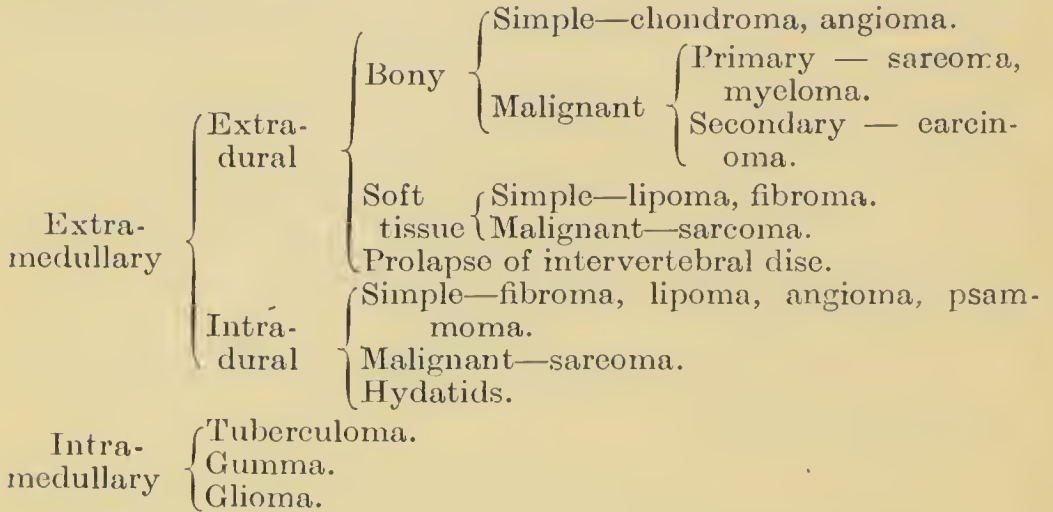 Simple—chondroma, angioma.
Bony
Malignant
Primary — sarcoma,
myeloma.
Secondary — carcin-
oma.
Extra-
dural
Soft
tissue
Simple—lipoma, fibroma.
Malignant—sarcoma.
Prolapse of intervertebral disc.
Extra-
medullary
Intra-
dural
Simple—fibroma, lipoma, angioma, psam-
moma.
Malignant—sarcoma.
Hydatids.
Intra-
medullary
Tuberculoma.
Gumma.
Glioma.